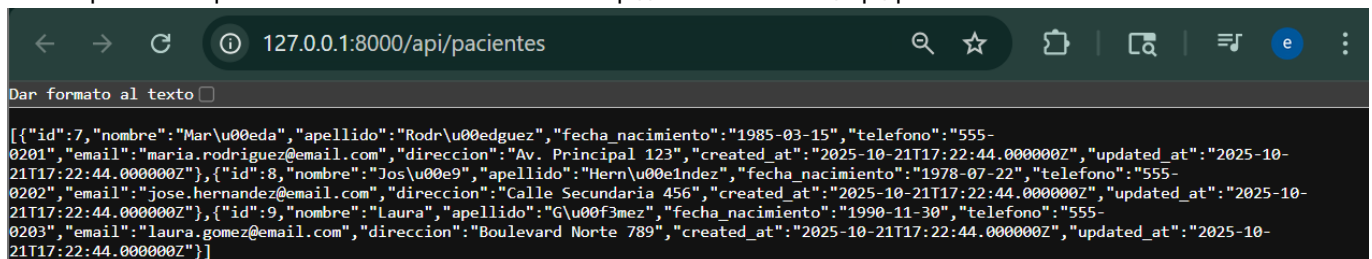 127.0.0.1:8000/api/pacientes
e
Dar formato al texto
[{"id":7,"nombre":"Mar\u00eda","apellido":"Rodr\u00edguez","fecha_nacimiento":"1985-03-15","telefono":"555-
0201","email":"maria.rodriguez@email.com","direccion":"Av. Principal 123","created_at":"2025-10-21T17:22:44.000000Z","updated_at":"2025-10-
21T17:22:44.000000Z"},{"id":8,"nombre":"Jos\u00e9","apellido":"Hern\u00e1ndez","fecha_nacimiento":"1978-07-22","telefono":"555-
0202","email":"jose.hernandez@email.com","direccion":"Calle Secundaria 456","created_at":"2025-10-21T17:22:44.000000Z","updated_at":"2025-10-
21T17:22:44.000000Z"},{"id":9,"nombre":"Laura","apellido":"G\u00f3mez","fecha_nacimiento":"1990-11-30","telefono":"555-
0203","email":"laura.gomez@email.com","direccion":"Boulevard Norte 789","created_at":"2025-10-21T17:22:44.000000Z","updated_at":"2025-10-
21T17:22:44.000000Z"}]